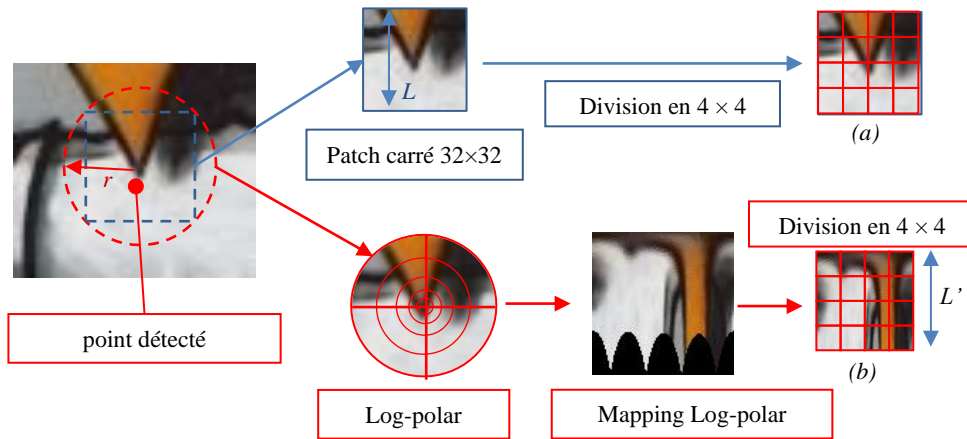 L
Division en 4 × 4
(a)
Patch carré 32×32
r
point détecté
Division en 4 × 4
L’
(b)
Log-polar
Mapping Log-polar